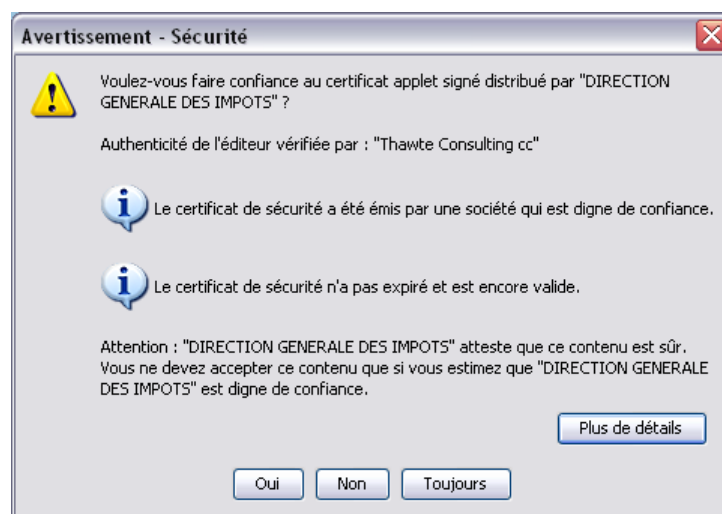 Avertissement - Sécurité
Voulez-vous faire confiance au certificat applet signé distribué par "DIRECTION
GENERALE DES IMPOTS" ?
Authenticité de l'éditeur vérifiée par : "Thawte Consulting cc"
Le certificat de sécurité a été émis par une société qui est digne de confiance.
Le certificat de sécurité n'a pas expiré et est encore valide.
Attention : "DIRECTION GENERALE DES IMPOTS" atteste que ce contenu est sûr.
Vous ne devez accepter ce contenu que si vous estimez que "DIRECTION GENERALE
DES IMPOTS" est digne de confiance.
Plus de détails
Oui Non Toujours